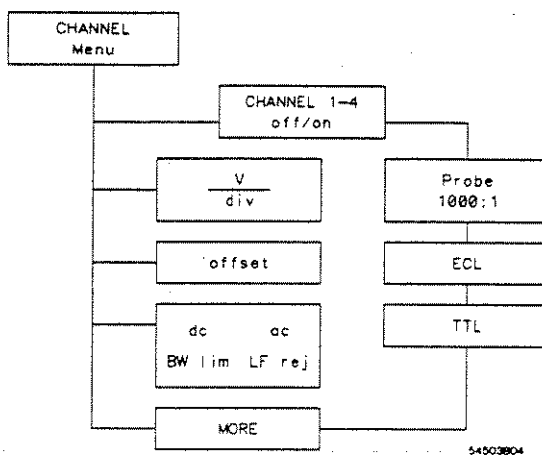 CHANNEL
Menu
CHANNEL 1-4
off/on
V
div
Probe
1000:1
offset
ECL
dc ac
BW lim LF rej
TTL
MORE
54503B04